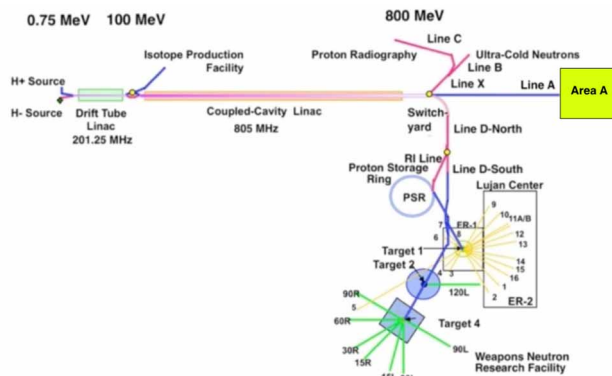 0.75 MeV
100 MeV
800 MeV
Line C
Isotope Production
Facility
Proton Radiography
Ultra-Cold Neutrons
Line B
Line X
Line A
Area A
H+ Source
H- Source
Drift Tube
Linac
201.25 MHz
Coupled-Cavity Linac
805 MHz
Switch-
yard
Line D-North
RI Line
Line D-South
Proton Storage
Ring
PSR
Lujan Center
ER-1
9
10
11A/B
12
13
14
15
16
1
2
7
8
6
Target 1
4
3
Target 2
120L
ER-2
90R
5
60R
Target 4
30R
15R
90L
Weapons Neutron
Research Facility